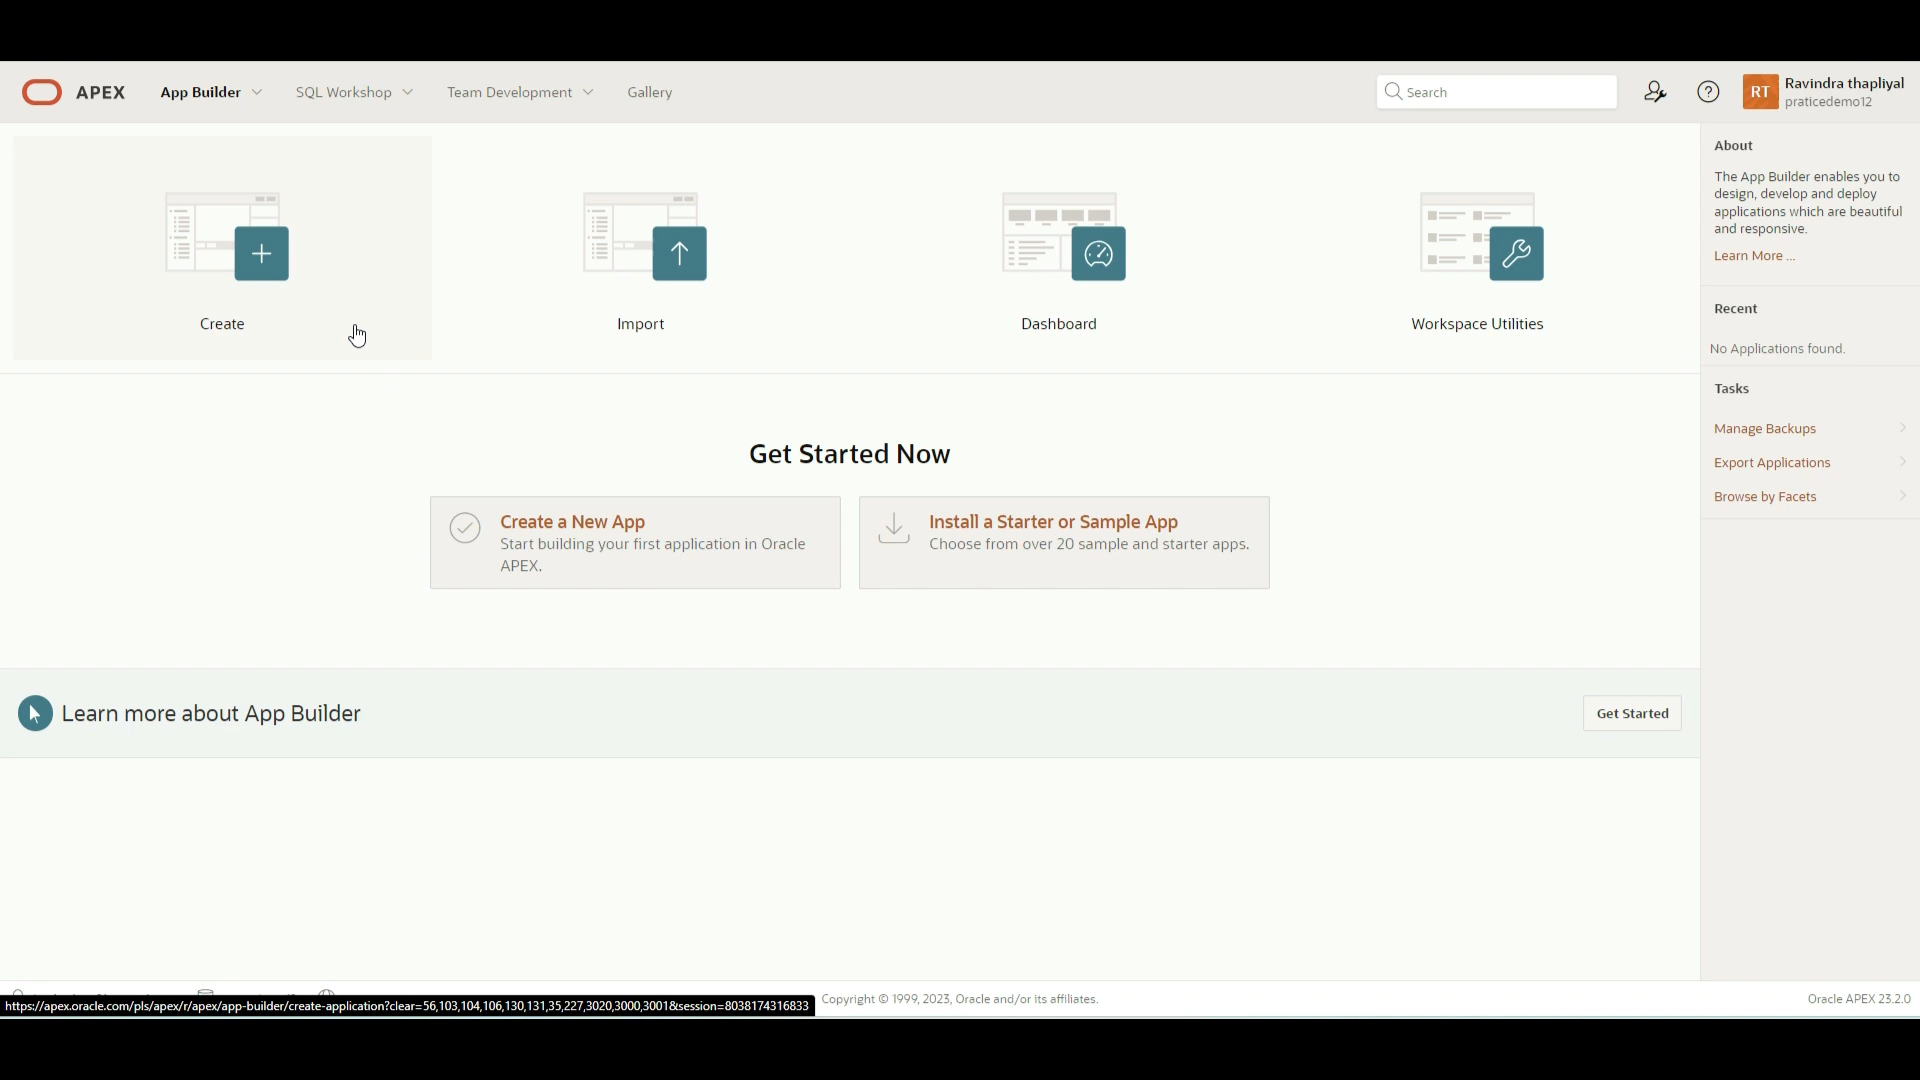 APEX
App Builder
SQL Workshop
Team Development
Gallery
Search
RT
Ravindra thapliyal
praticedemo12
Create
Import
Dashboard
Workspace Utilities
About
The App Builder enables you to
design, develop and deploy
applications which are beautiful
and responsive.
Learn More ...
Recent
No Applications found.
Tasks
Manage Backups
Export Applications
Browse by Facets
Get Started Now
Create a New App
Start building your first application in Oracle
APEX.
Install a Starter or Sample App
Choose from over 20 sample and starter apps.
Learn more about App Builder
Get Started
https://apex.oracle.com/pls/apex/r/apex/app-builder/create-application?clear=56,103,104,106,130,131,35,227,3020,3000,3001&session=8038174316833
Copyright © 1999, 2023, Oracle and/or its affiliates.
Oracle APEX 23.2.0